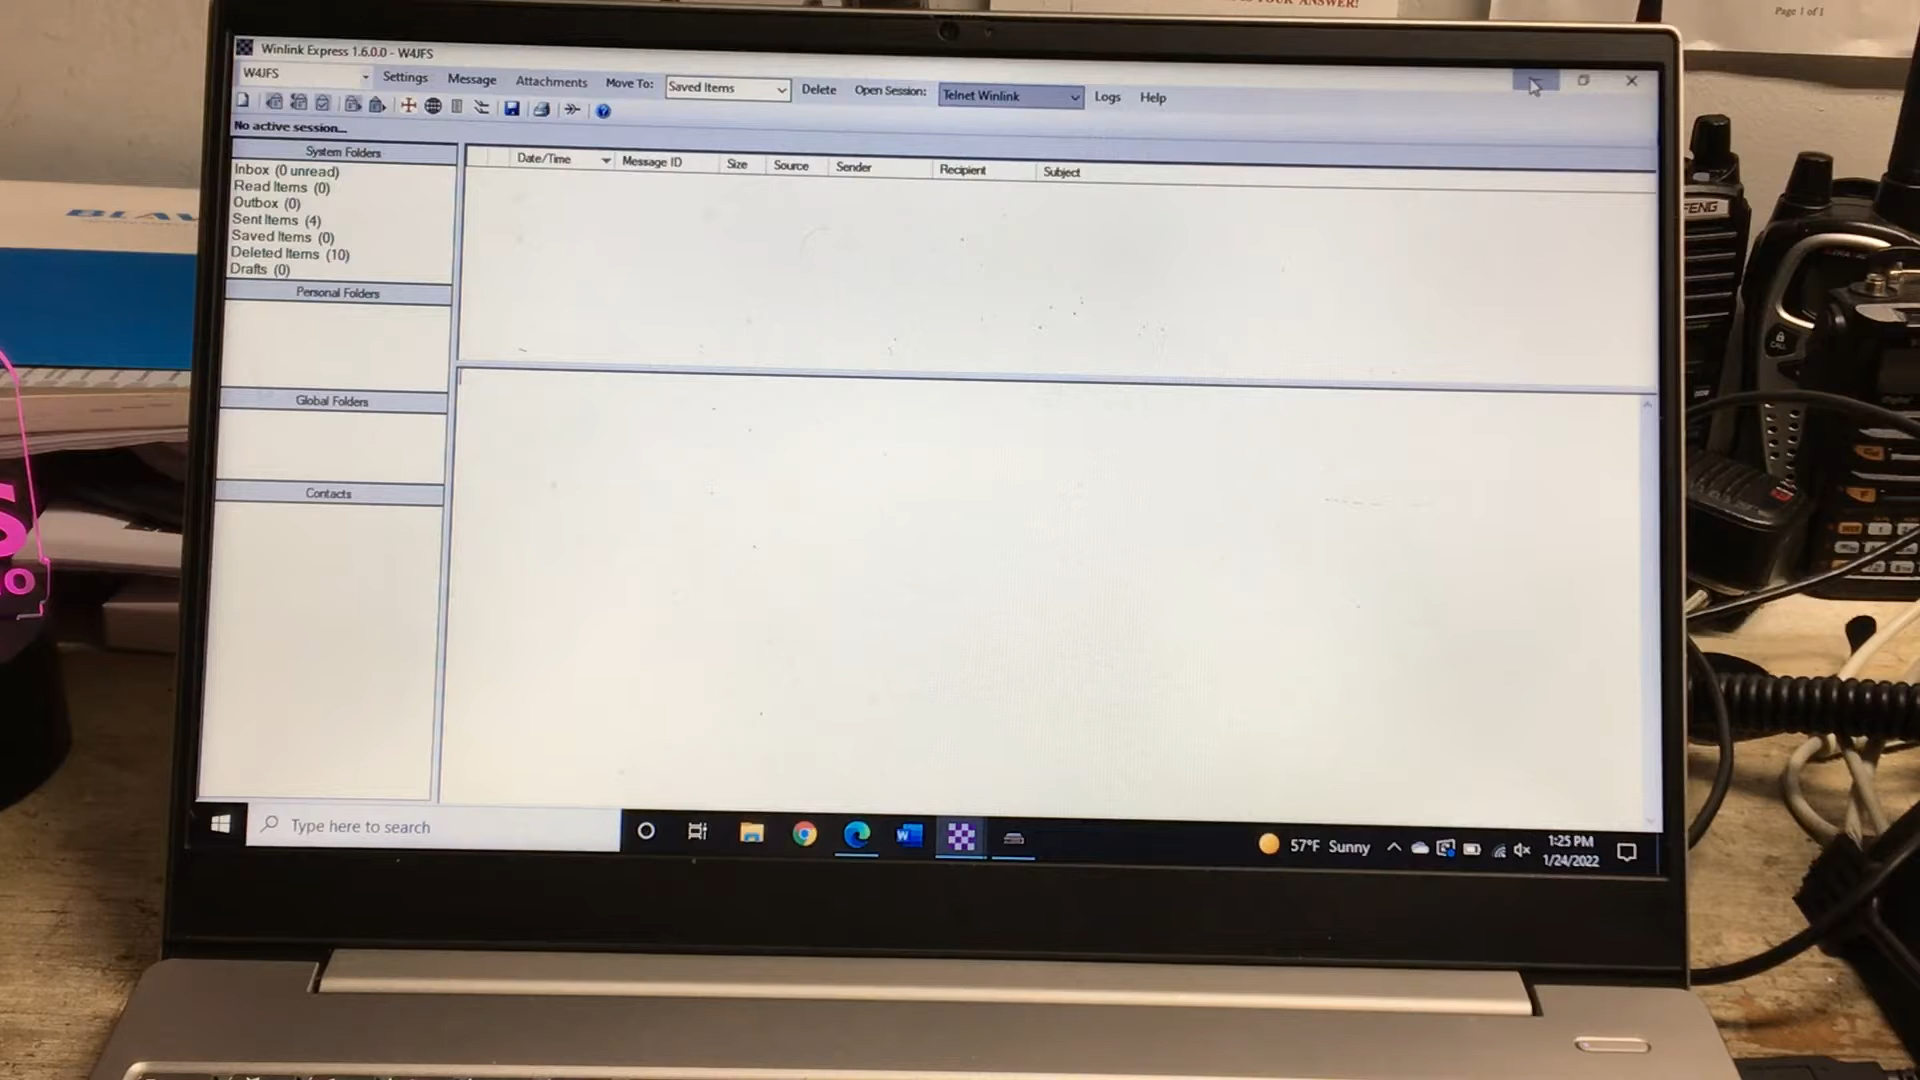 ANSWER!
Page 1 of 1
Winlink Express 1.6.0.0 - W4JFS
W4JFS Settings Message Attachments Move To: Saved Items Delete Open Session: Telnet Winlink Logs Help
No active session...
System Folders
Inbox (0 unread)
Read Items (0)
Outbox (0)
Sent Items (4)
Saved Items (0)
Deleted Items (10)
Drafts (0)
Personal Folders
Global Folders
Contacts
Date/Time Message ID Size Source Sender Recipient Subject
BLAV
FENG
CALL
S
O
Type here to search
W
57°F Sunny
1:25 PM
1/24/2022